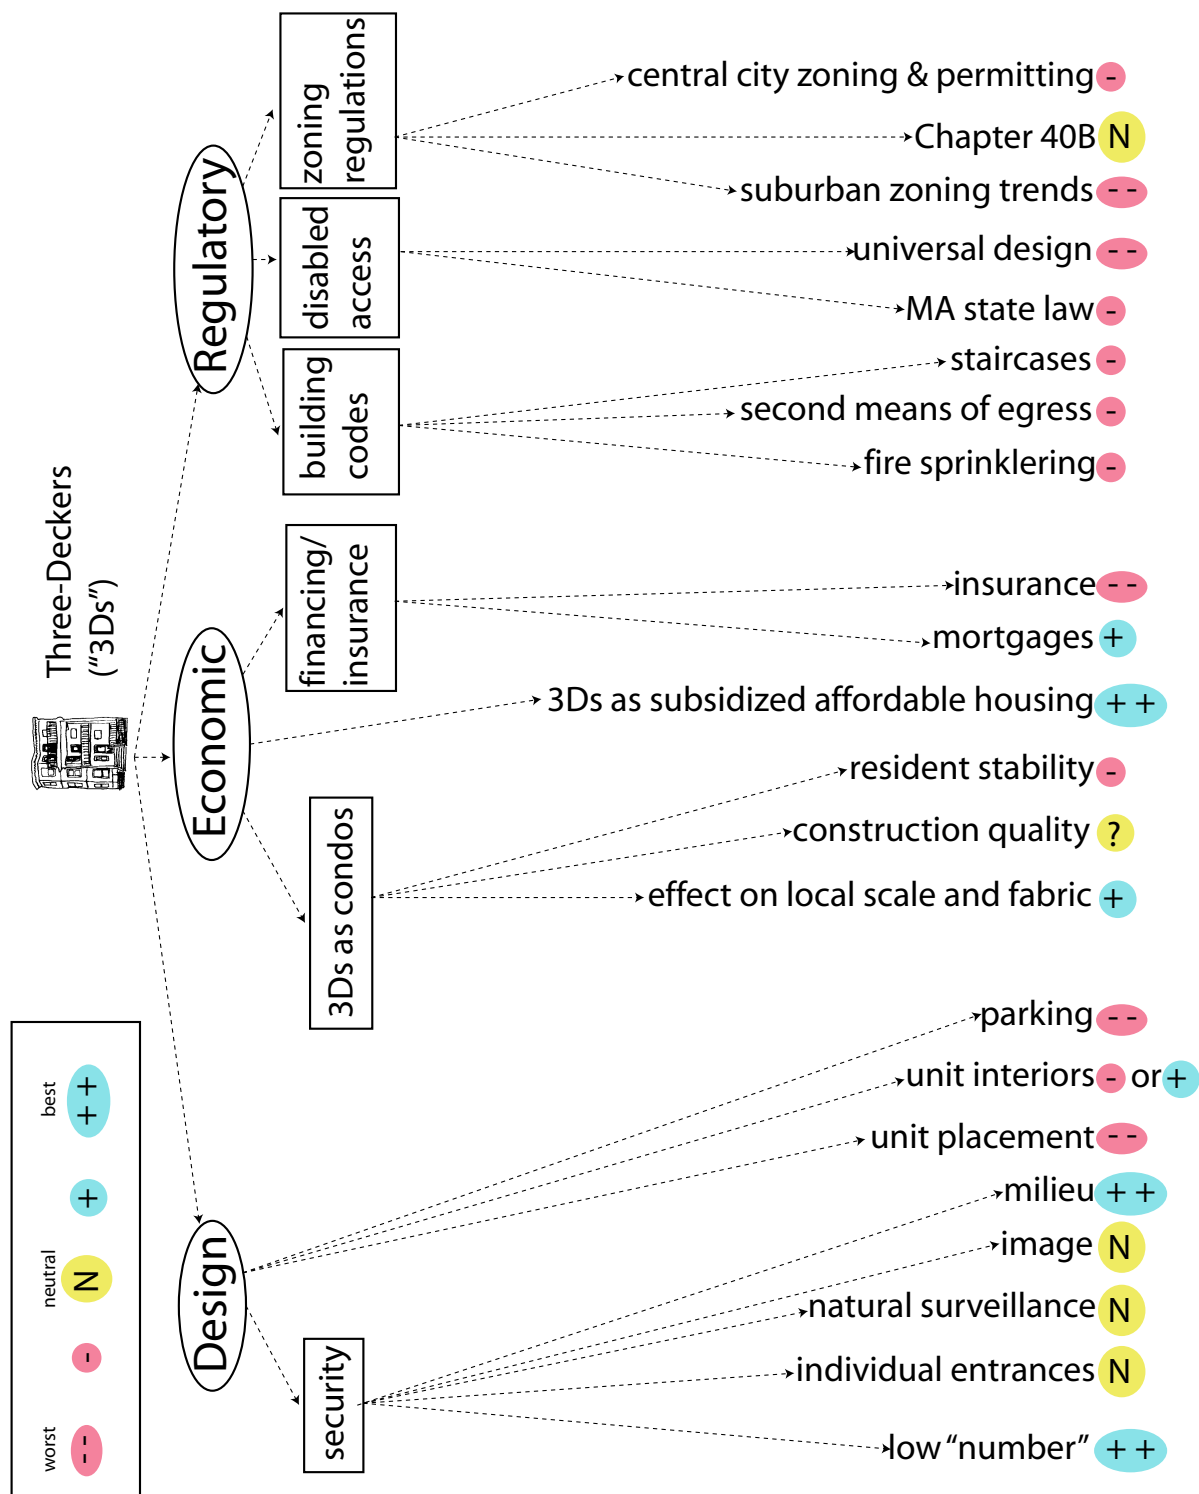 Three-Deckers
("3Ds")
worst
--
-
neutral
N
+
best
++
Design
Economic
Regulatory
security
3Ds as condos
financing/
insurance
building
codes
disabled
access
zoning
regulations
central city zoning & permitting -
Chapter 40B N
suburban zoning trends --
universal design --
MA state law -
staircases -
second means of egress -
fire sprinklering -
insurance --
mortgages +
3Ds as subsidized affordable housing ++
resident stability -
construction quality ?
effect on local scale and fabric +
parking --
unit interiors - or +
unit placement --
milieu ++
image N
natural surveillance N
individual entrances N
low “number” ++